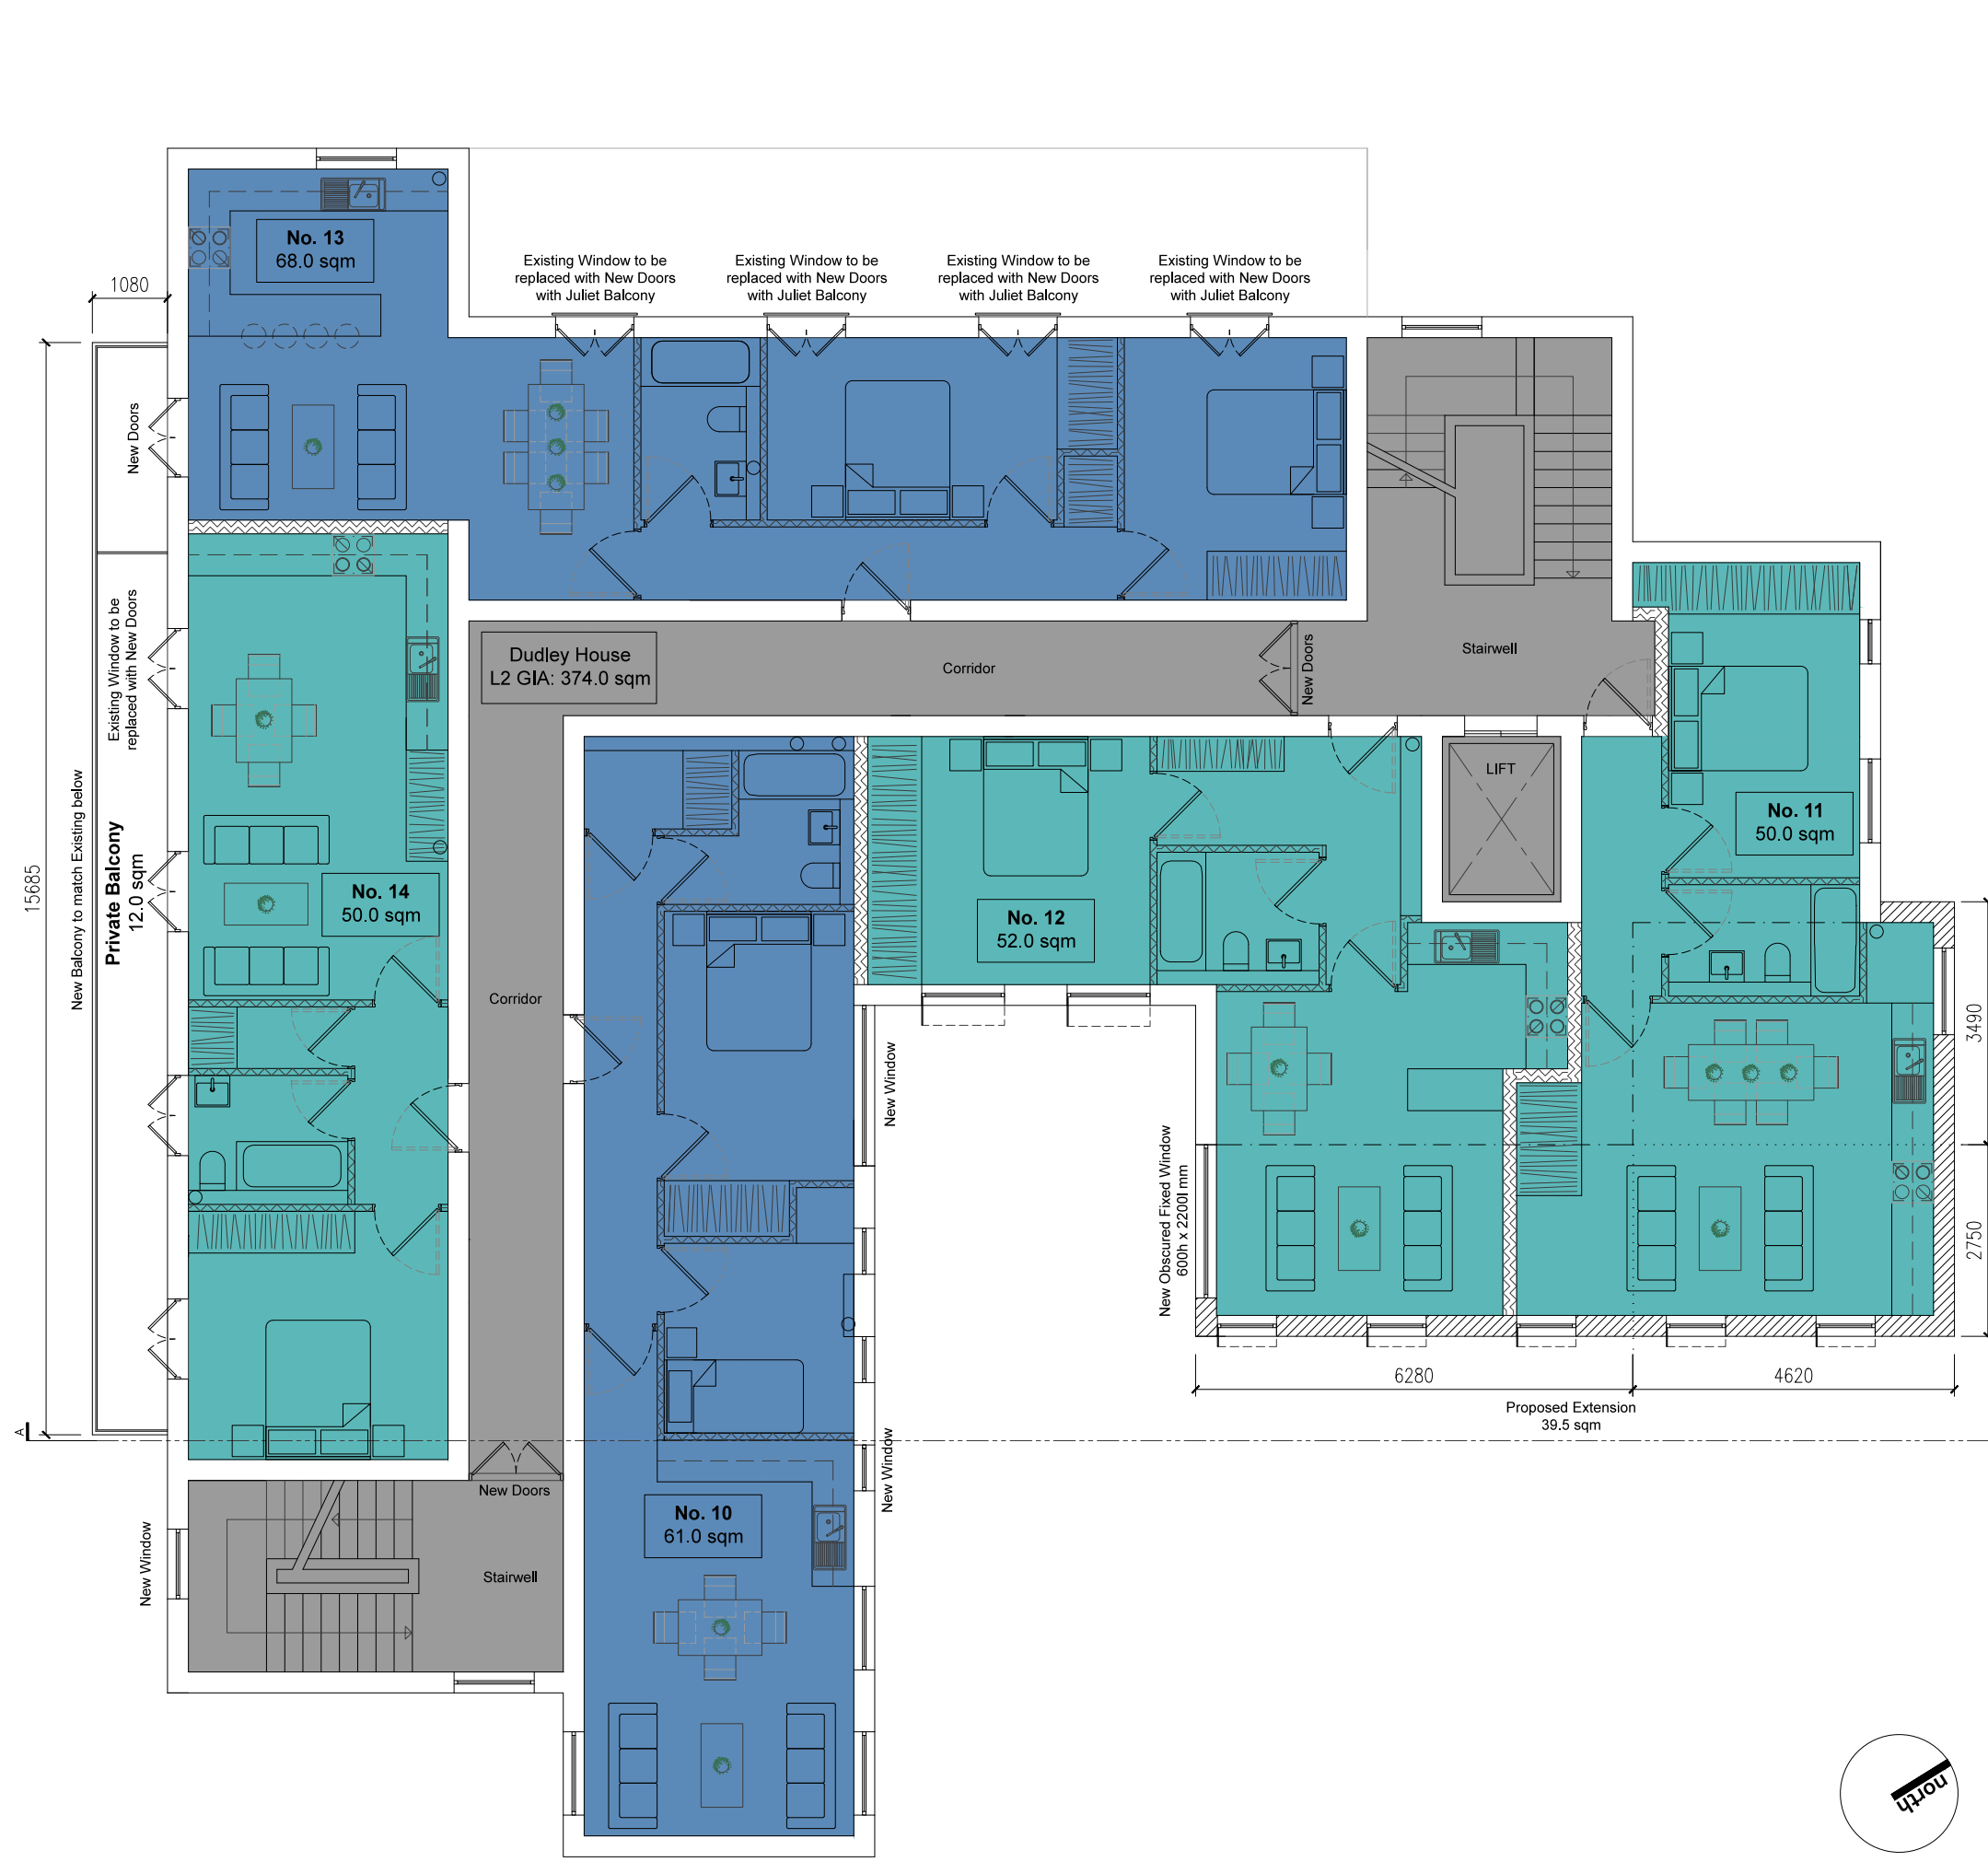 No. 13
68.0 sqm
Existing Window to be
replaced with New Doors
with Juliet Balcony
Existing Window to be
replaced with New Doors
with Juliet Balcony
Existing Window to be
replaced with New Doors
with Juliet Balcony
Existing Window to be
replaced with New Doors
with Juliet Balcony
1080
New Doors
15685
New Balcony to match Existing below
Private Balcony
12.0 sqm
Existing Window to be
replaced with New Doors
Dudley House
L2 GIA: 374.0 sqm
Corridor
New Doors
Stairwell
LIFT
No. 11
50.0 sqm
No. 14
50.0 sqm
No. 12
52.0 sqm
Corridor
New Window
New Obscured Fixed Window
600h x 2200l mm
3490
2750
6280
4620
Proposed Extension
39.5 sqm
A
New Doors
New Window
No. 10
61.0 sqm
New Window
Stairwell
north